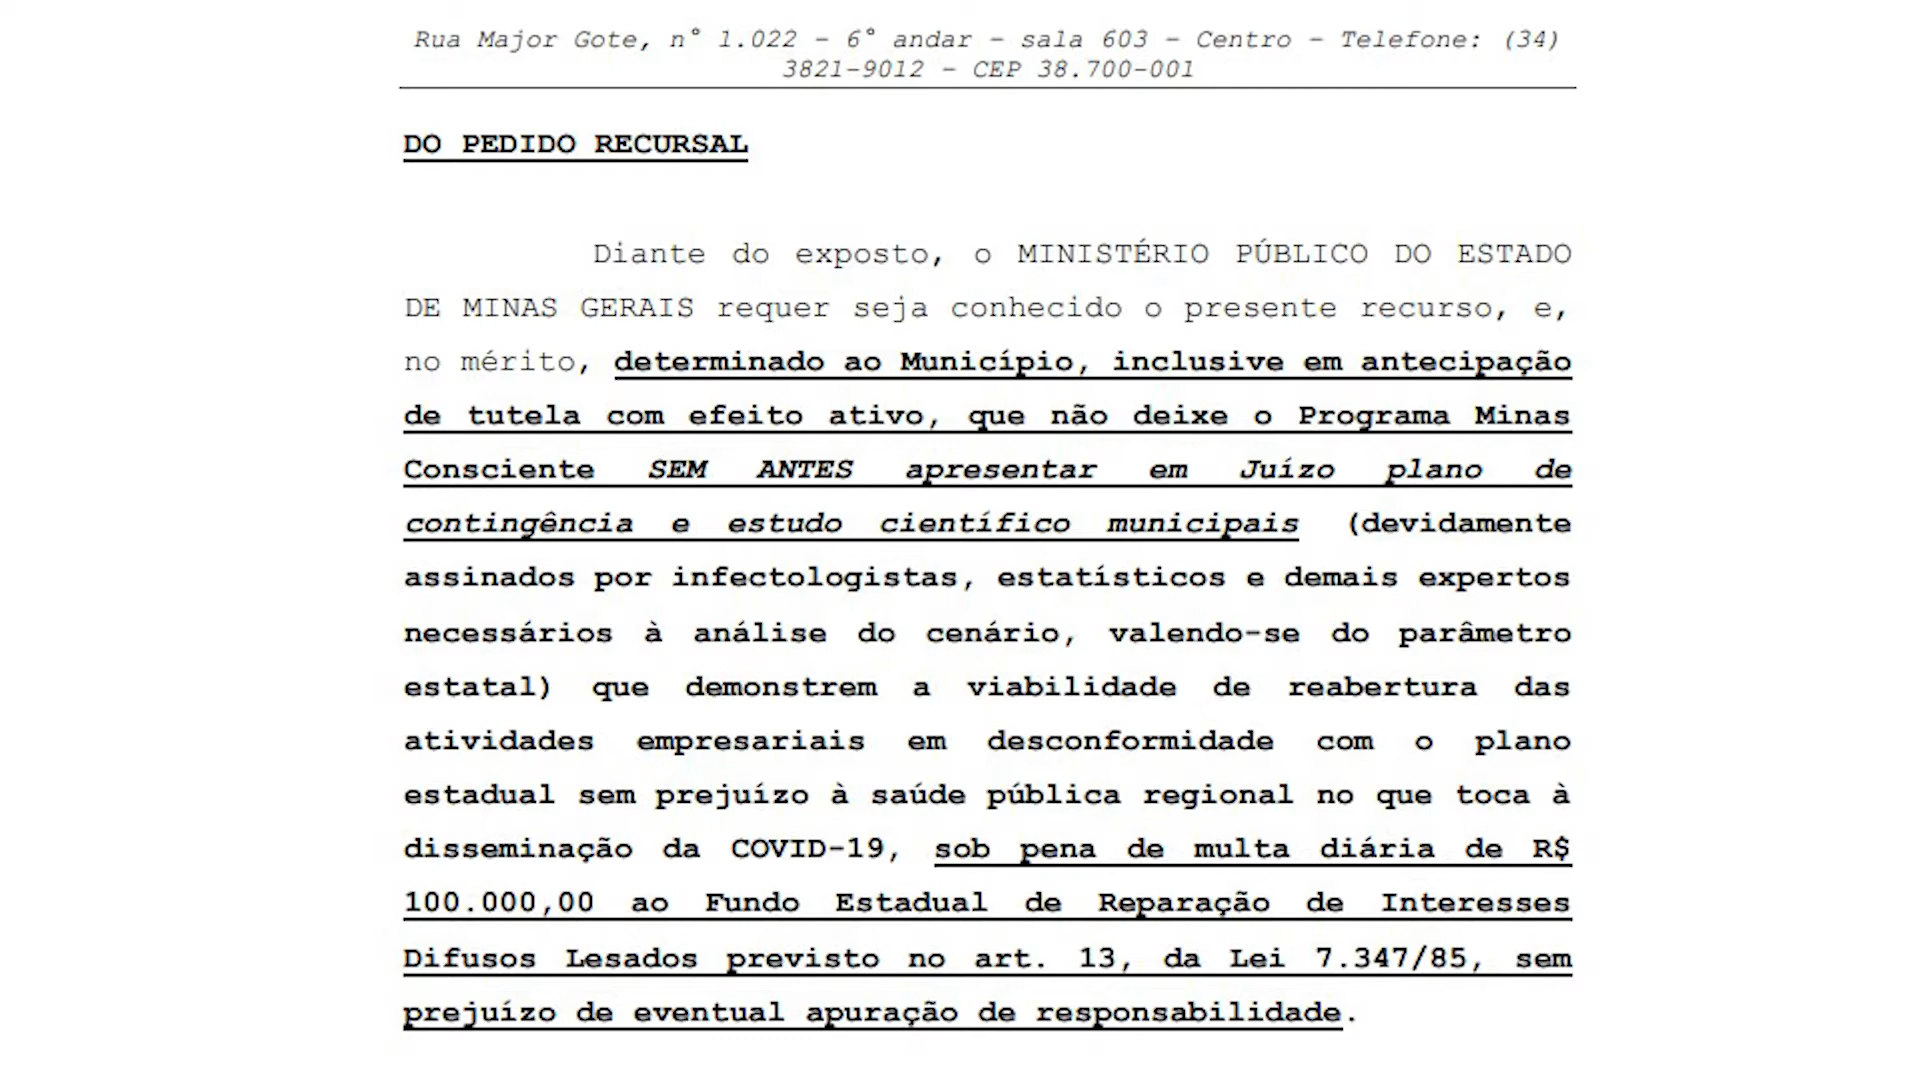 Rua Major Gote, n° 1.022 – 6° andar – sala 603 – Centro – Telefone: (34)
3821-9012 – CEP 38.700-001
DO PEDIDO RECURSAL
Diante do exposto, o MINISTÉRIO PÚBLICO DO ESTADO
DE MINAS GERAIS requer seja conhecido o presente recurso, e,
no mérito, determinado ao Município, inclusive em antecipação
de tutela com efeito ativo, que não deixe o Programa Minas
Consciente SEM ANTES apresentar em Juízo plano de
contingência e estudo científico municipais (devidamente
assinados por infectologistas, estatísticos e demais expertos
necessários à análise do cenário, valendo-se do parâmetro
estatal) que demonstrem a viabilidade de reabertura das
atividades empresariais em desconformidade com o plano
estadual sem prejuízo à saúde pública regional no que toca à
disseminação da COVID-19, sob pena de multa diária de R$
100.000,00 ao Fundo Estadual de Reparação de Interesses
Difusos Lesados previsto no art. 13, da Lei 7.347/85, sem
prejuízo de eventual apuração de responsabilidade.